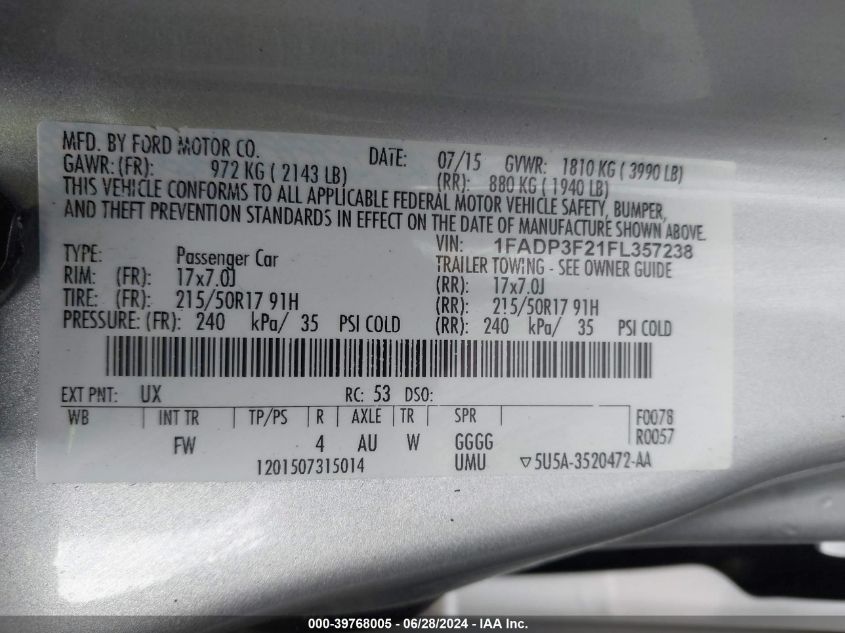 MFD. BY FORD MOTOR CO. DATE: 07/15 GVWR: 1810 KG ( 3990 LB)
GAWR: (FR): 972 KG ( 2143 LB) (RR): 880 KG ( 1940 LB)
THIS VEHICLE CONFORMS TO ALL APPLICABLE FEDERAL MOTOR VEHICLE SAFETY, BUMPER,
AND THEFT PREVENTION STANDARDS IN EFFECT ON THE DATE OF MANUFACTURE SHOWN ABOVE.
VIN: 1FADP3F21FL357238
TYPE: Passenger Car TRAILER TOWING - SEE OWNER GUIDE
RIM: (FR): 17x7.0J (RR): 17x7.0J
TIRE: (FR): 215/50R17 91H (RR): 215/50R17 91H
PRESSURE: (FR): 240 kPa/ 35 PSI COLD (RR): 240 kPa/ 35 PSI COLD
EXT PNT: UX RC: 53 DSO:
WB INT TR TP/PS R AXLE TR SPR F0078
FW 4 AU W GGGG R0057
1201507315014 UMU ▽5U5A-3520472-AA
000-39768005 - 06/28/2024 - IAA Inc.